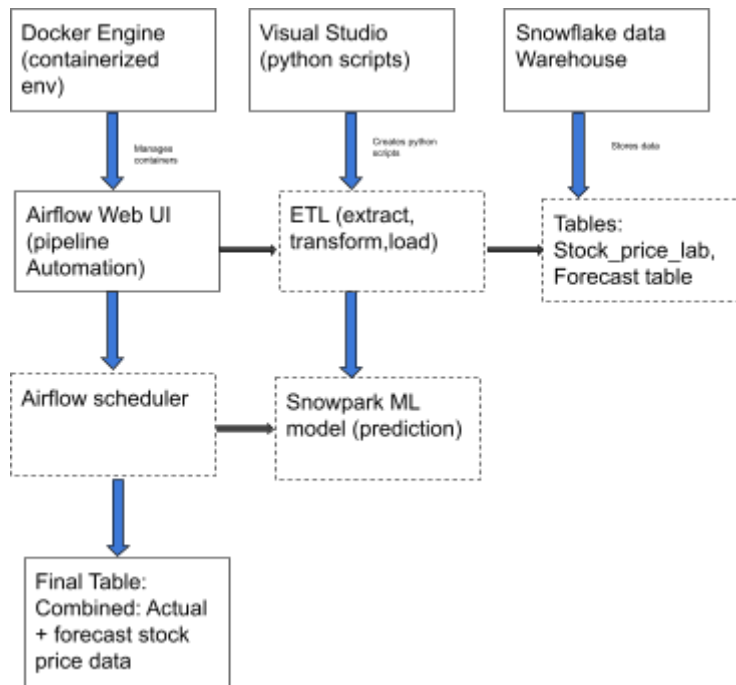 Docker Engine
(containerized
env)
Visual Studio
(python scripts)
Snowflake data
Warehouse
Manages
containers
Creates python
scripts
Stores data
Airflow Web UI
(pipeline
Automation)
ETL (extract,
transform,load)
Tables:
Stock_price_lab,
Forecast table
Airflow scheduler
Snowpark ML
model (prediction)
Final Table:
Combined: Actual
+ forecast stock
price data